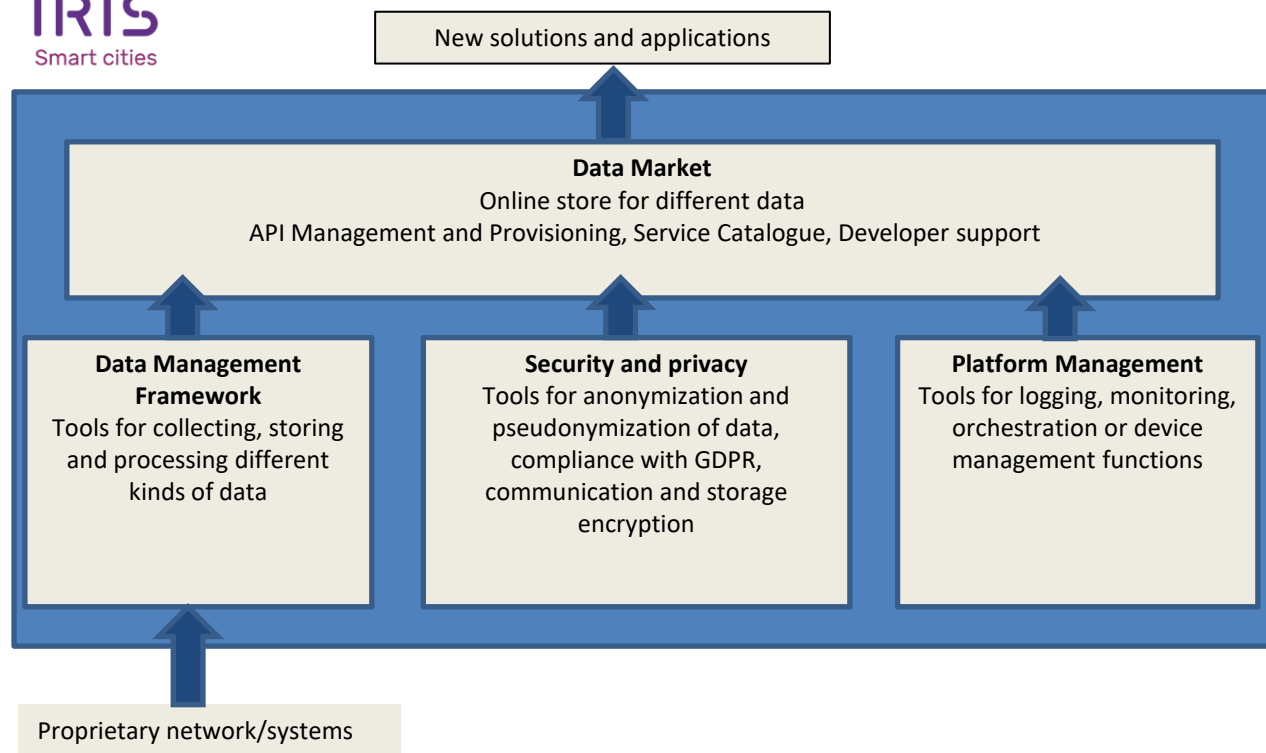 IRIS
Smart cities
New solutions and applications
Data Market
Online store for different data
API Management and Provisioning, Service Catalogue, Developer support
Data Management
Framework
Tools for collecting, storing
and processing different
kinds of data
Security and privacy
Tools for anonymization and
pseudonymization of data,
compliance with GDPR,
communication and storage
encryption
Platform Management
Tools for logging, monitoring,
orchestration or device
management functions
Proprietary network/systems